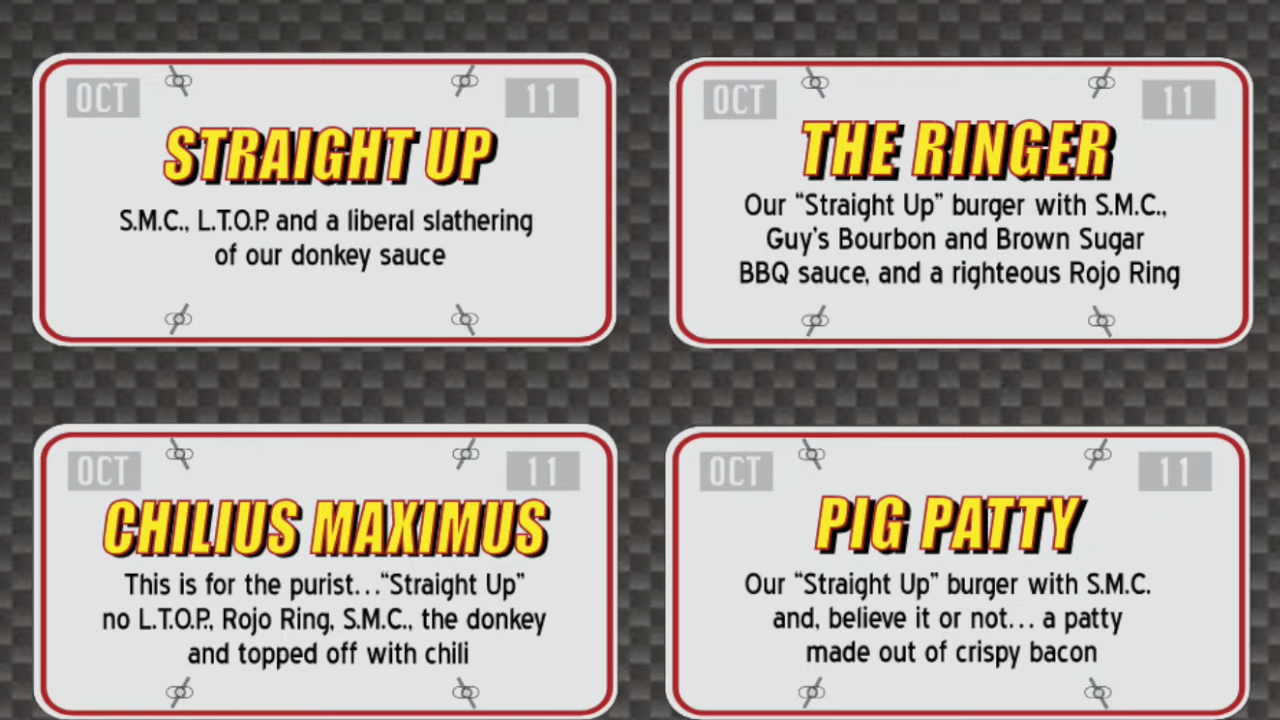 OCT 11
STRAIGHT UP
S.M.C., L.T.O.P. and a liberal slathering
of our donkey sauce
OCT 11
THE RINGER
Our “Straight Up” burger with S.M.C.,
Guy's Bourbon and Brown Sugar
BBQ sauce, and a righteous Rojo Ring
OCT 11
CHILIUS MAXIMUS
This is for the purist...“Straight Up”
no L.T.O.P., Rojo Ring, S.M.C., the donkey
and topped off with chili
OCT 11
PIG PATTY
Our “Straight Up” burger with S.M.C.
and, believe it or not... a patty
made out of crispy bacon